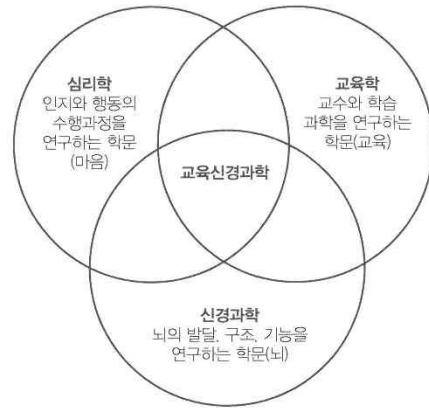 심리학
인지와 행동의
수행과정을
연구하는 학문
(마음)
교육학
교수와 학습
과학을 연구하는
학문(교육)
교육신경과학
신경과학
뇌의 발달, 구조, 기능을
연구하는 학문(뇌)